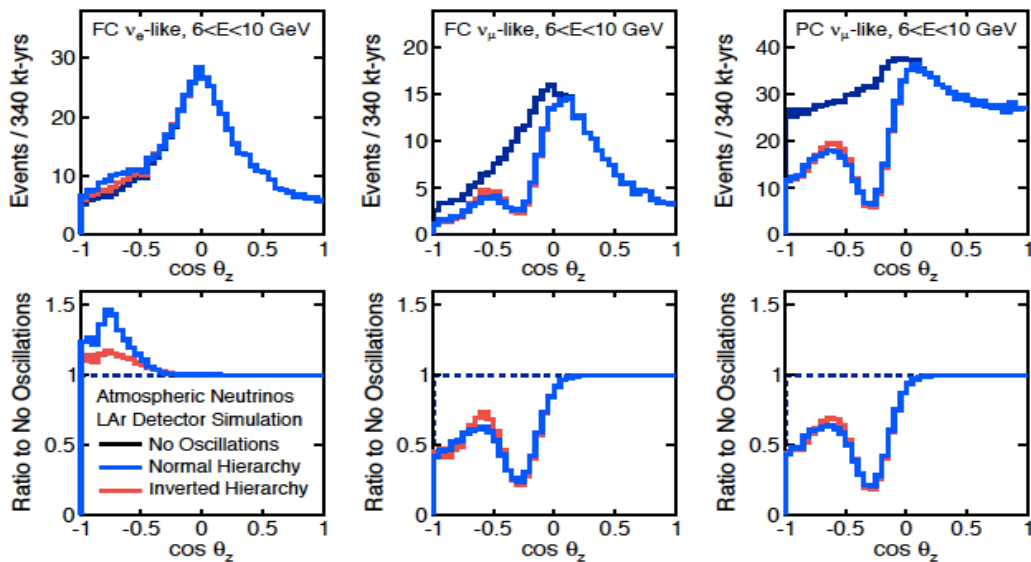 FC νe-like, 6<E<10 GeV
Events / 340 kt-yrs
30
20
10
0
-1 -0.5 0 0.5 1
cos θz
FC νμ-like, 6<E<10 GeV
Events / 340 kt-yrs
20
15
10
5
0
-1 -0.5 0 0.5 1
cos θz
PC νμ-like, 6<E<10 GeV
Events / 340 kt-yrs
40
30
20
10
0
-1 -0.5 0 0.5 1
cos θz
Ratio to No Oscillations
1.5
1
0.5
0
Atmospheric Neutrinos
LAr Detector Simulation
No Oscillations
Normal Hierarchy
Inverted Hierarchy
-1 -0.5 0 0.5 1
cos θz
Ratio to No Oscillations
1.5
1
0.5
0
-1 -0.5 0 0.5 1
cos θz
Ratio to No Oscillations
1.5
1
0.5
0
-1 -0.5 0 0.5 1
cos θz